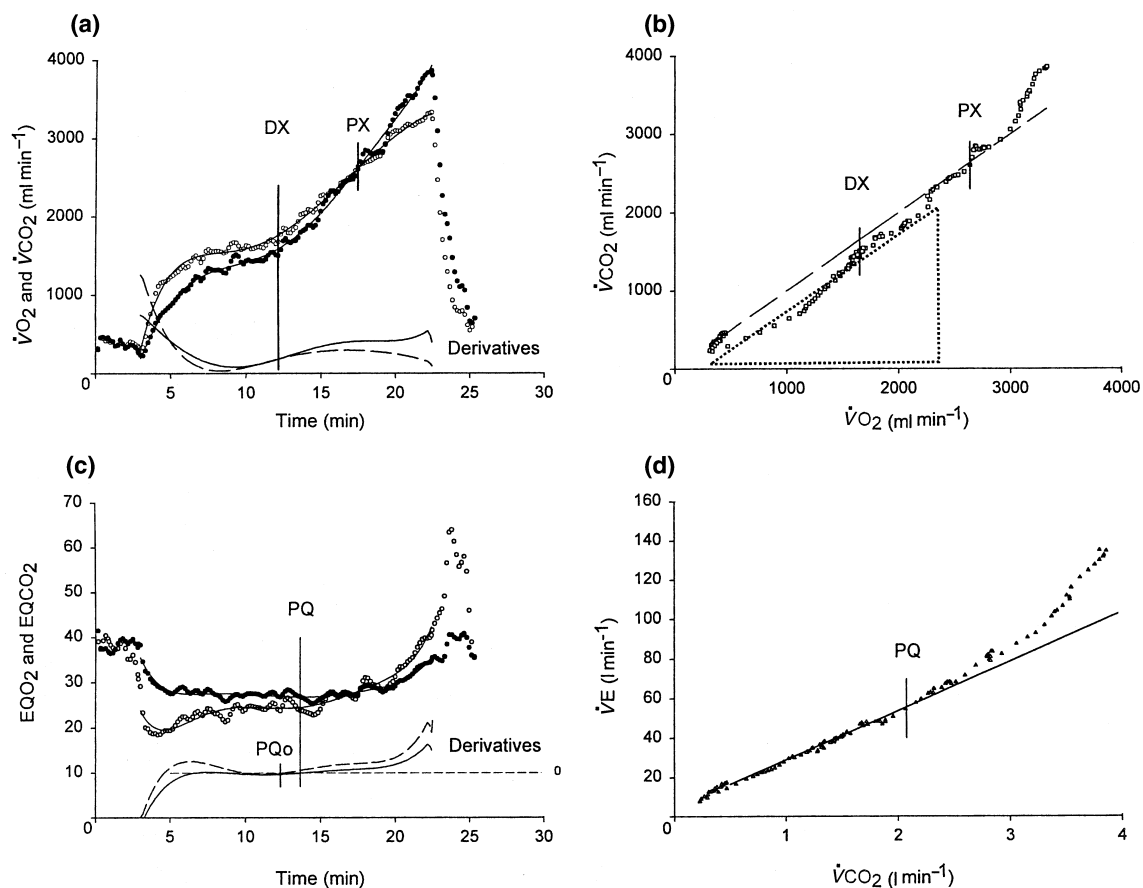 (a)
V̇O2 and V̇CO2 (ml min−1)
4000
3000
2000
1000
0
5
10
15
20
25
30
Time (min)
DX
PX
Derivatives
(b)
V̇CO2 (ml min−1)
4000
3000
2000
1000
0
1000
2000
3000
4000
V̇O2 (ml min−1)
DX
PX
(c)
EQO2 and EQCO2
70
60
50
40
30
20
10
0
0
5
10
15
20
25
30
Time (min)
PQ
PQo
Derivatives
0
(d)
V̇E (l min−1)
160
140
120
100
80
60
40
20
0
0
1
2
3
4
V̇CO2 (l min−1)
PQ